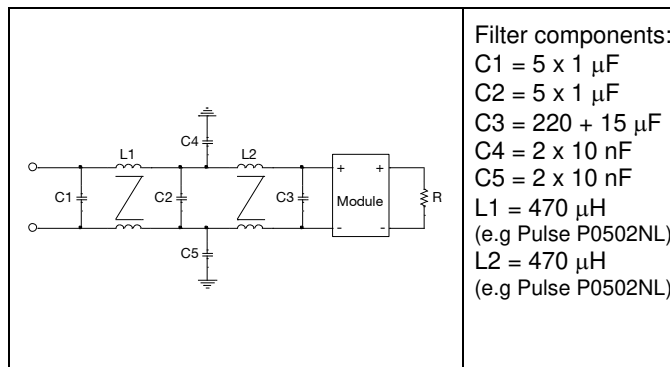 Filter components:
C1 = 5 x 1 μF
C2 = 5 x 1 μF
C3 = 220 + 15 μF
C4 = 2 x 10 nF
C5 = 2 x 10 nF
L1 = 470 μH
(e.g Pulse P0502NL)
L2 = 470 μH
(e.g Pulse P0502NL)
C4
L1
L2
+ +
C1
C2
C3
Module
R
- -
C5